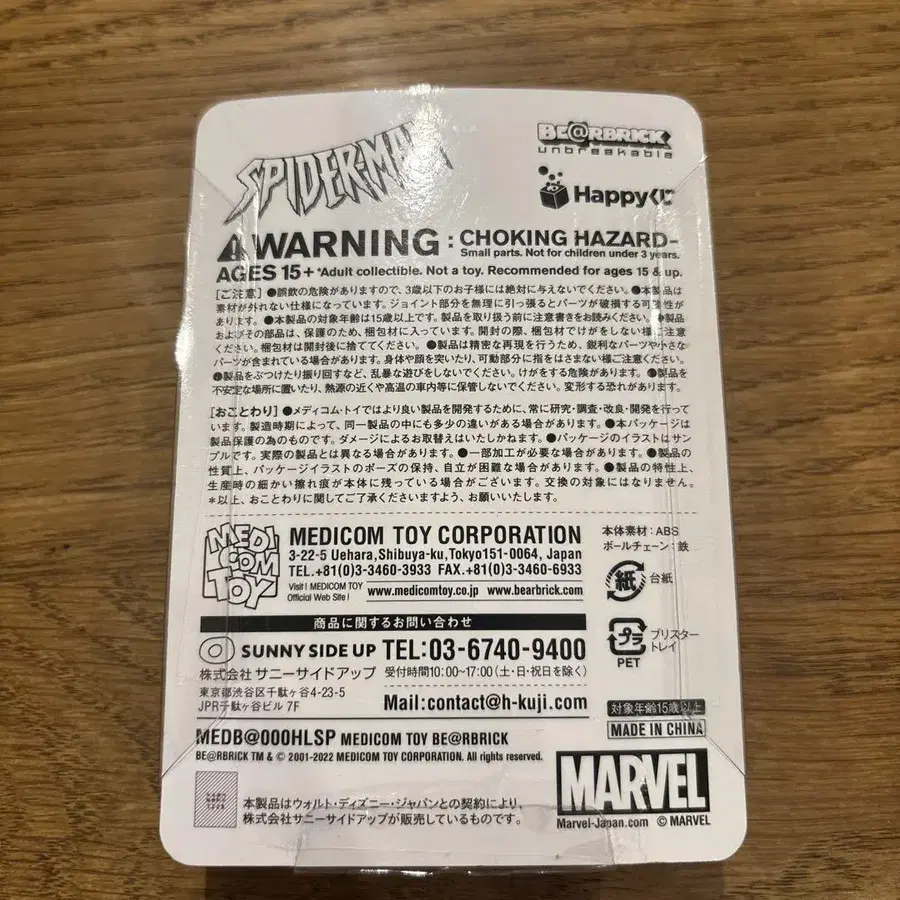 SPIDER-MAN
BE@RBRICK
unbreakable
Happyくじ
WARNING : CHOKING HAZARD-
Small parts. Not for children under 3 years.
AGES 15+ *Adult collectible. Not a toy. Recommended for ages 15 & up.
[ご注意] ●誤飲の危険がありますので、3歳以下のお子様には絶対に与えないでください。●本製品は
素材が外れない仕様になっています。ジョイント部分を無理に引っ張るとパーツが破損する可能性が
あります。●本製品の対象年齢は15歳以上です。製品を取り扱う前に注意書きをお読みください。●製品
およびその部品は、保護のため、梱包材に入っています。開封の際、梱包材でけがをしない様ご注意
ください。梱包材は開封後に捨ててください。●本製品は精密な再現を行うため、鋭利なパーツや小さな
パーツが含まれている場合があります。身体や顔を突いたり、可動部分に指をはさまない様ご注意ください。
●製品をぶつけたり振り回すなど、乱暴な遊びをしないでください。けがをする危険があります。●製品を
不安定な場所に置いたり、熱源の近くや高温の車内等に保管しないでください。変形する恐れがあります。
[おことわり] ●メディコム・トイではより良い製品を開発するために、常に研究・調査・改良・開発を行って
います。製造時期によって、同一製品の中にも多少の違いがある場合があります。●本パッケージは
製品保護の為のものです。ダメージによるお取替えはいたしかねます。●パッケージのイラストはサン
プルです。実際の製品とは異なる場合があります。●一部加工が必要な場合があります。●製品の
性質上、パッケージイラストのポーズの保持、自立が困難な場合があります。●製品の特性上、
生産時の細かい擦れ痕が本体に残っている場合がございます。交換の対象にはなりません。
*以上、おことわりに関してご了承くださいますよう、お願いいたします。
MEDI
COM
TOY
MEDICOM TOY CORPORATION
3-22-5 Uehara,Shibuya-ku,Tokyo151-0064, Japan
TEL.+81(0)3-3460-3933 FAX.+81(0)3-3460-6933
Visit ! MEDICOM TOY
Official Web Site !
www.medicomtoy.co.jp www.bearbrick.com
本体素材: ABS
ボールチェーン: 鉄
紙 台紙
プラ
PET
ブリスター
トレイ
商品に関するお問い合わせ
SUNNY SIDE UP TEL:03-6740-9400
株式会社 サニーサイドアップ 受付時間10:00~17:00(土・日・祝日を除く)
東京都渋谷区千駄ヶ谷4-23-5
JPR千駄ヶ谷ビル 7F
Mail:contact@h-kuji.com
対象年齢15歳以上
MADE IN CHINA
MEDB@000HLSP MEDICOM TOY BE@RBRICK
BE@RBRICK TM & © 2001-2022 MEDICOM TOY CORPORATION. All rights reserved.
MARVEL
Marvel-Japan.com © MARVEL
本製品はウォルト・ディズニー・ジャパンとの契約により、
株式会社サニーサイドアップが販売しているものです。